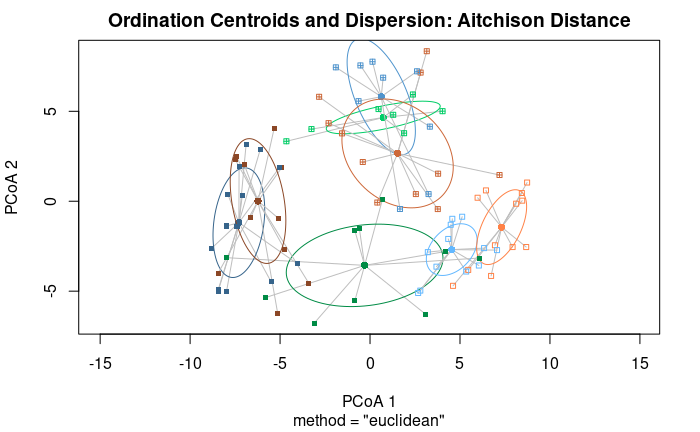 Ordination Centroids and Dispersion: Aitchison Distance
PCoA 2
5
0
-5
-15 -10 -5 0 5 10 15
PCoA 1
method = "euclidean"